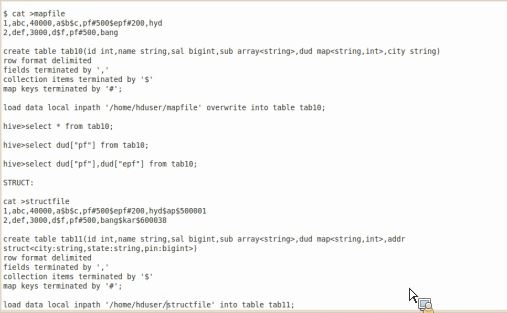 $ cat >mapfile
1,abc,40000,a$b$c,pf#500$epf#200,hyd
2,def,3000,d$f,pf#500,bang
create table tab10(id int,name string,sal bigint,sub array<string>,dud map<string,int>,city string)
row format delimited
fields terminated by ','
collection items terminated by '$'
map keys terminated by '#';
load data local inpath '/home/hduser/mapfile' overwrite into table tab10;
hive>select * from tab10;
hive>select dud["pf"] from tab10;
hive>select dud["pf"],dud["epf"] from tab10;
STRUCT:
cat >structfile
1,abc,40000,a$b$c,pf#500$epf#200,hyd$ap$500001
2,def,3000,d$f,pf#500,bang$kar$600038
create table tab11(id int,name string,sal bigint,sub array<string>,dud map<string,int>,addr
struct<city:string,state:string,pin:bigint>)
row format delimited
fields terminated by ','
collection items terminated by '$'
map keys terminated by '#';
load data local inpath '/home/hduser/structfile' into table tab11;